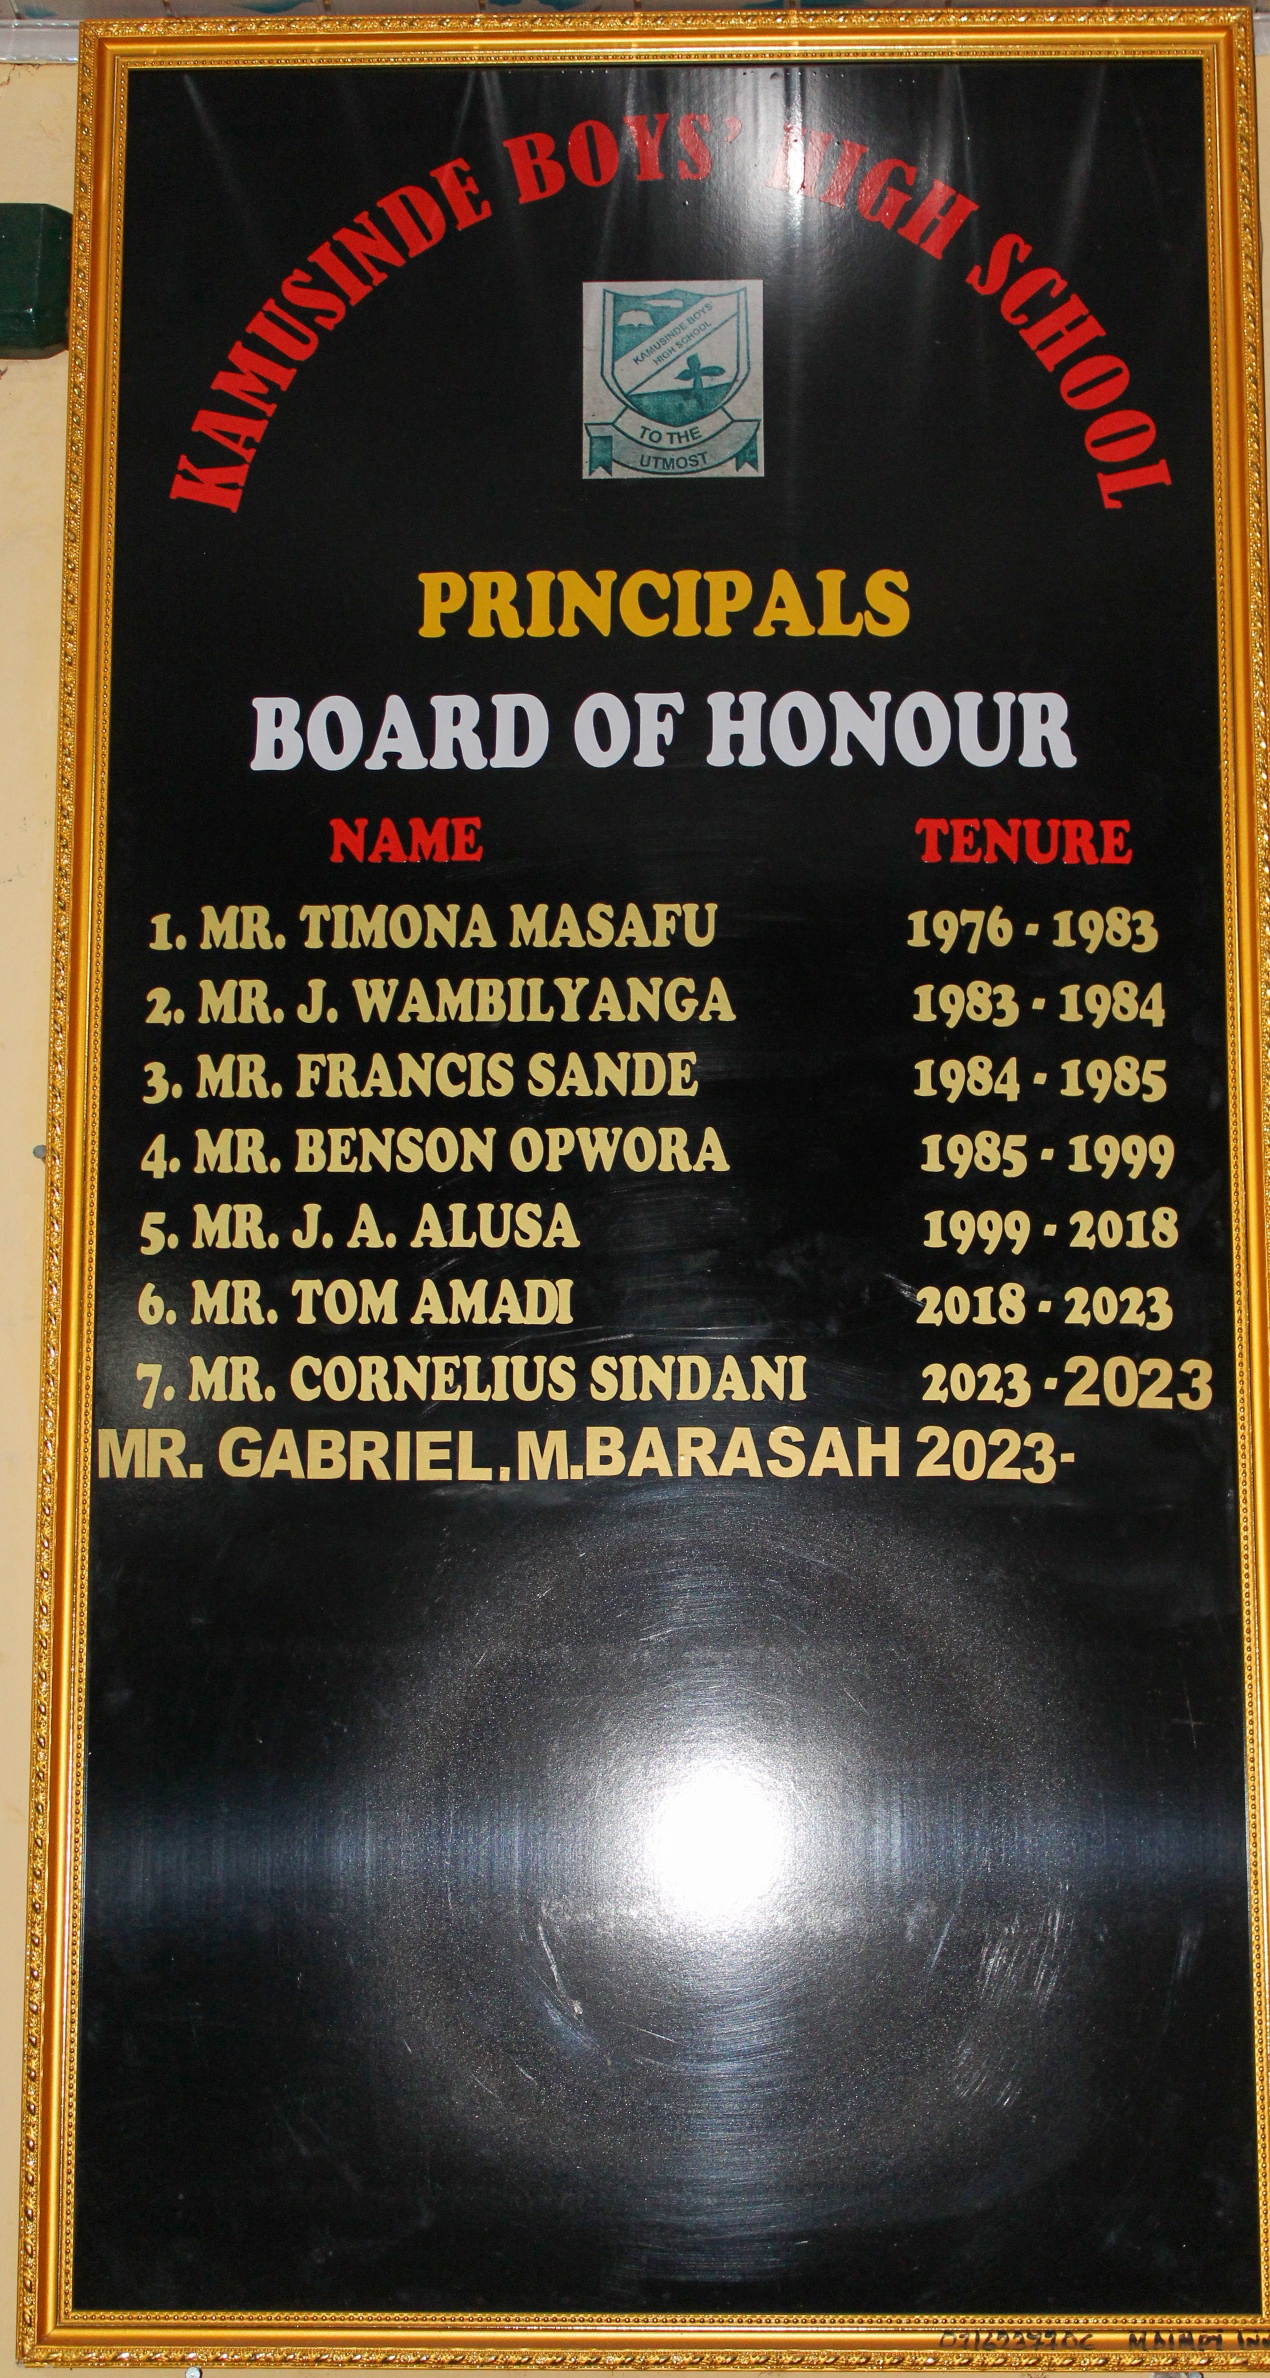 KAMUSINDE BOYS' HIGH SCHOOL
KAMUSINDE BOYS'
HIGH SCHOOL
TO THE
UTMOST
PRINCIPALS
BOARD OF HONOUR
NAME TENURE
1. MR. TIMONA MASAFU 1976 - 1983
2. MR. J. WAMBILYANGA 1983 - 1984
3. MR. FRANCIS SANDE 1984 - 1985
4. MR. BENSON OPWORA 1985 - 1999
5. MR. J. A. ALUSA 1999 - 2018
6. MR. TOM AMADI 2018 - 2023
7. MR. CORNELIUS SINDANI 2023 - 2023
MR. GABRIEL.M.BARASAH 2023-